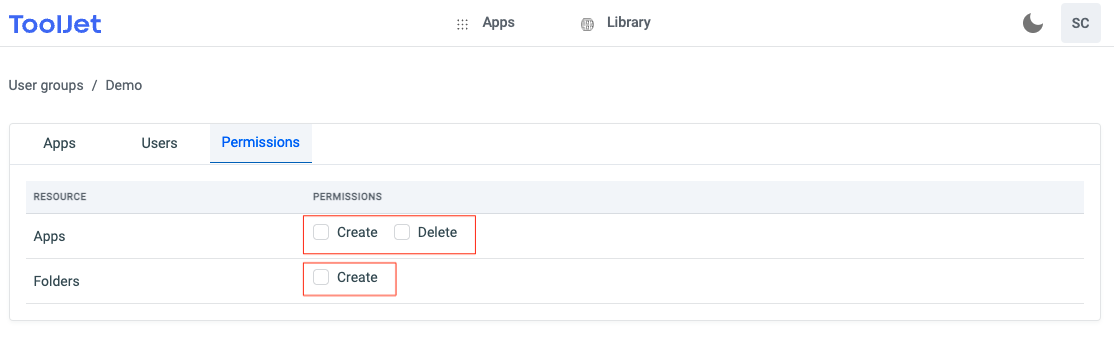 ToolJet Apps Library SC
User groups / Demo
Apps Users Permissions
RESOURCE PERMISSIONS
Apps Create Delete
Folders Create